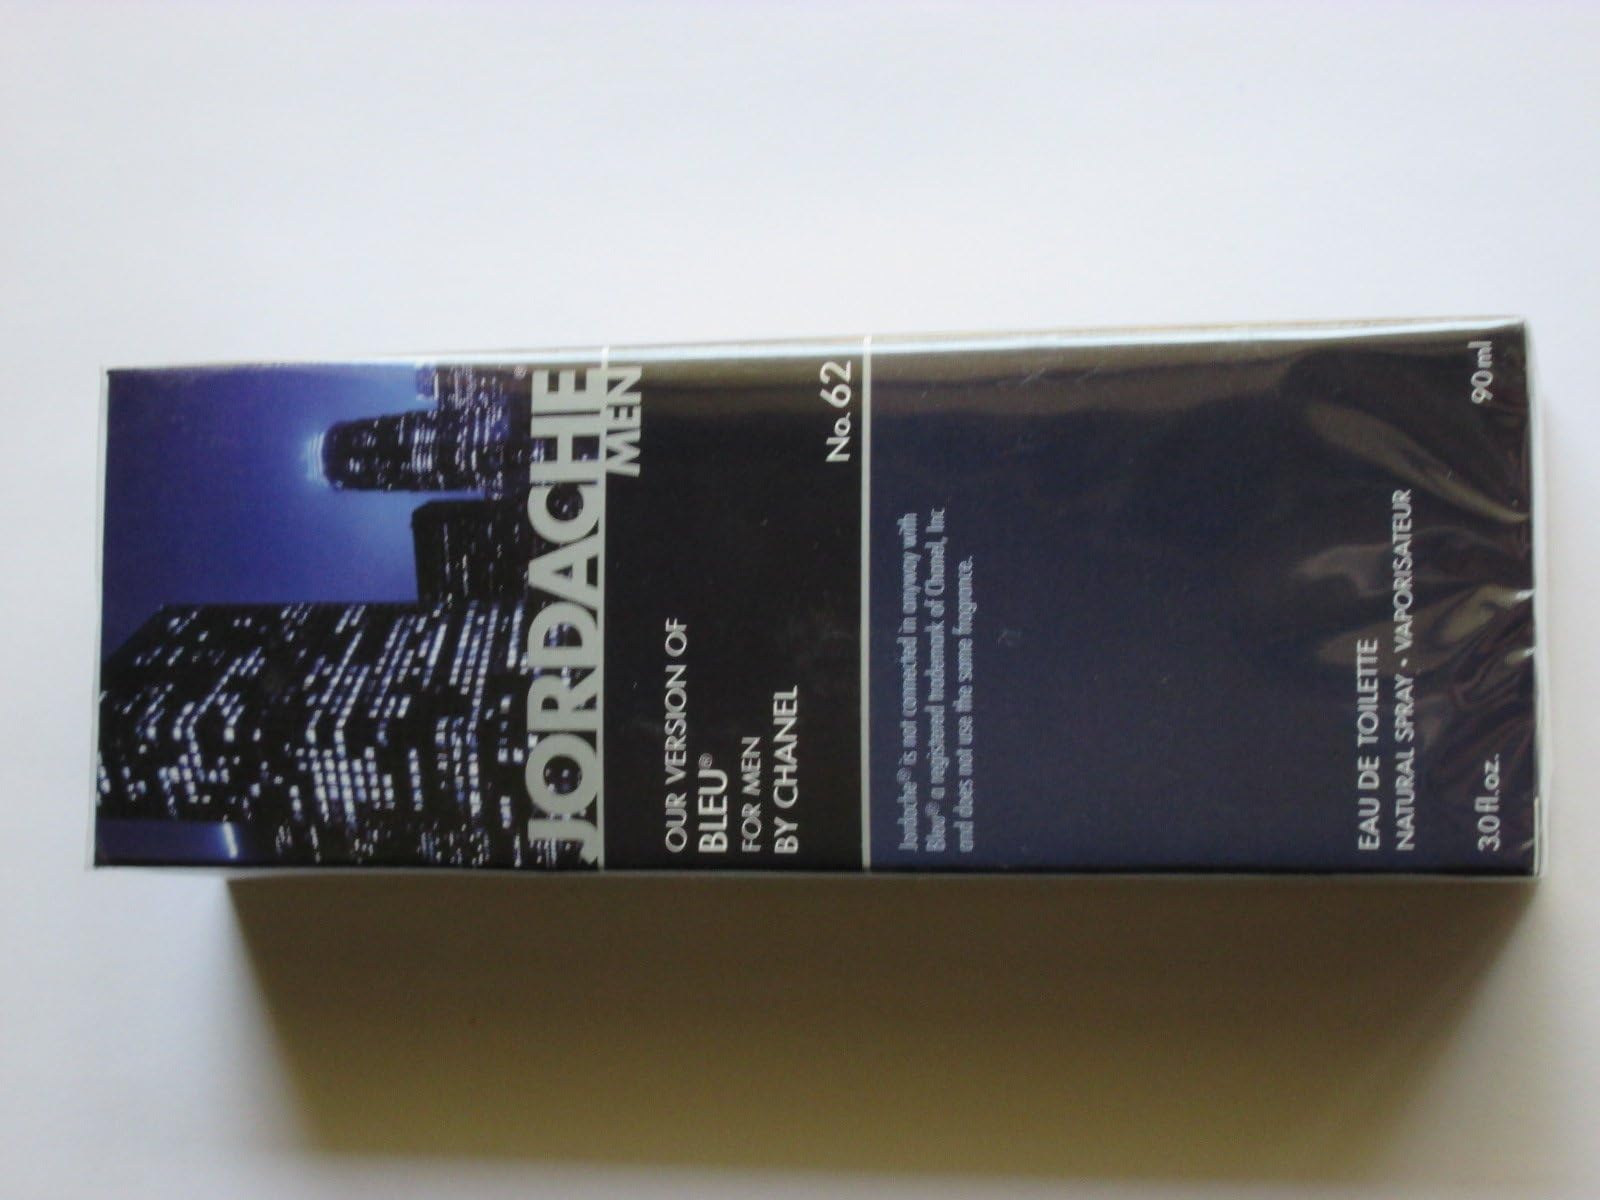 JORDACHE®
MEN
OUR VERSION OF
BLEU®
FOR MEN
BY CHANEL
No. 62
Jordache® is not connected in anyway with
Bleu® a registered trademark of Chanel, Inc
and does not use the same fragrance.
EAU DE TOILETTE
NATURAL SPRAY • VAPORISATEUR
3.0 fl.oz. 90 ml